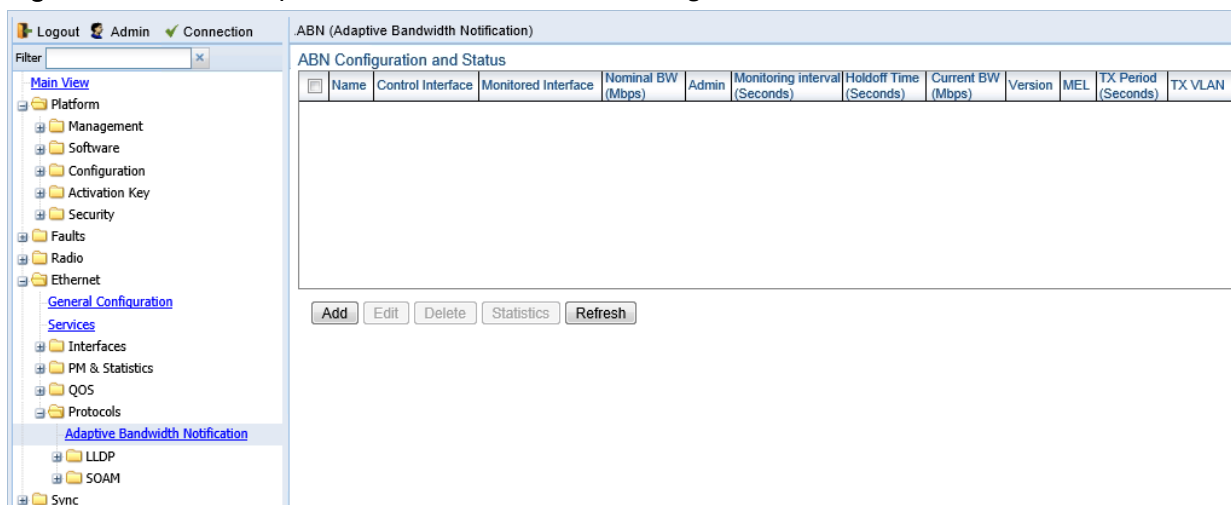 Logout Admin Connection
Filter
Main View
Platform
Management
Software
Configuration
Activation Key
Security
Faults
Radio
Ethernet
General Configuration
Services
Interfaces
PM & Statistics
QOS
Protocols
Adaptive Bandwidth Notification
LLDP
SOAM
Sync
.ABN (Adaptive Bandwidth Notification)
ABN Configuration and Status
Name Control Interface Monitored Interface Nominal BW (Mbps) Admin Monitoring interval (Seconds) Holdoff Time (Seconds) Current BW (Mbps) Version MEL TX Period (Seconds) TX VLAN
Add Edit Delete Statistics Refresh